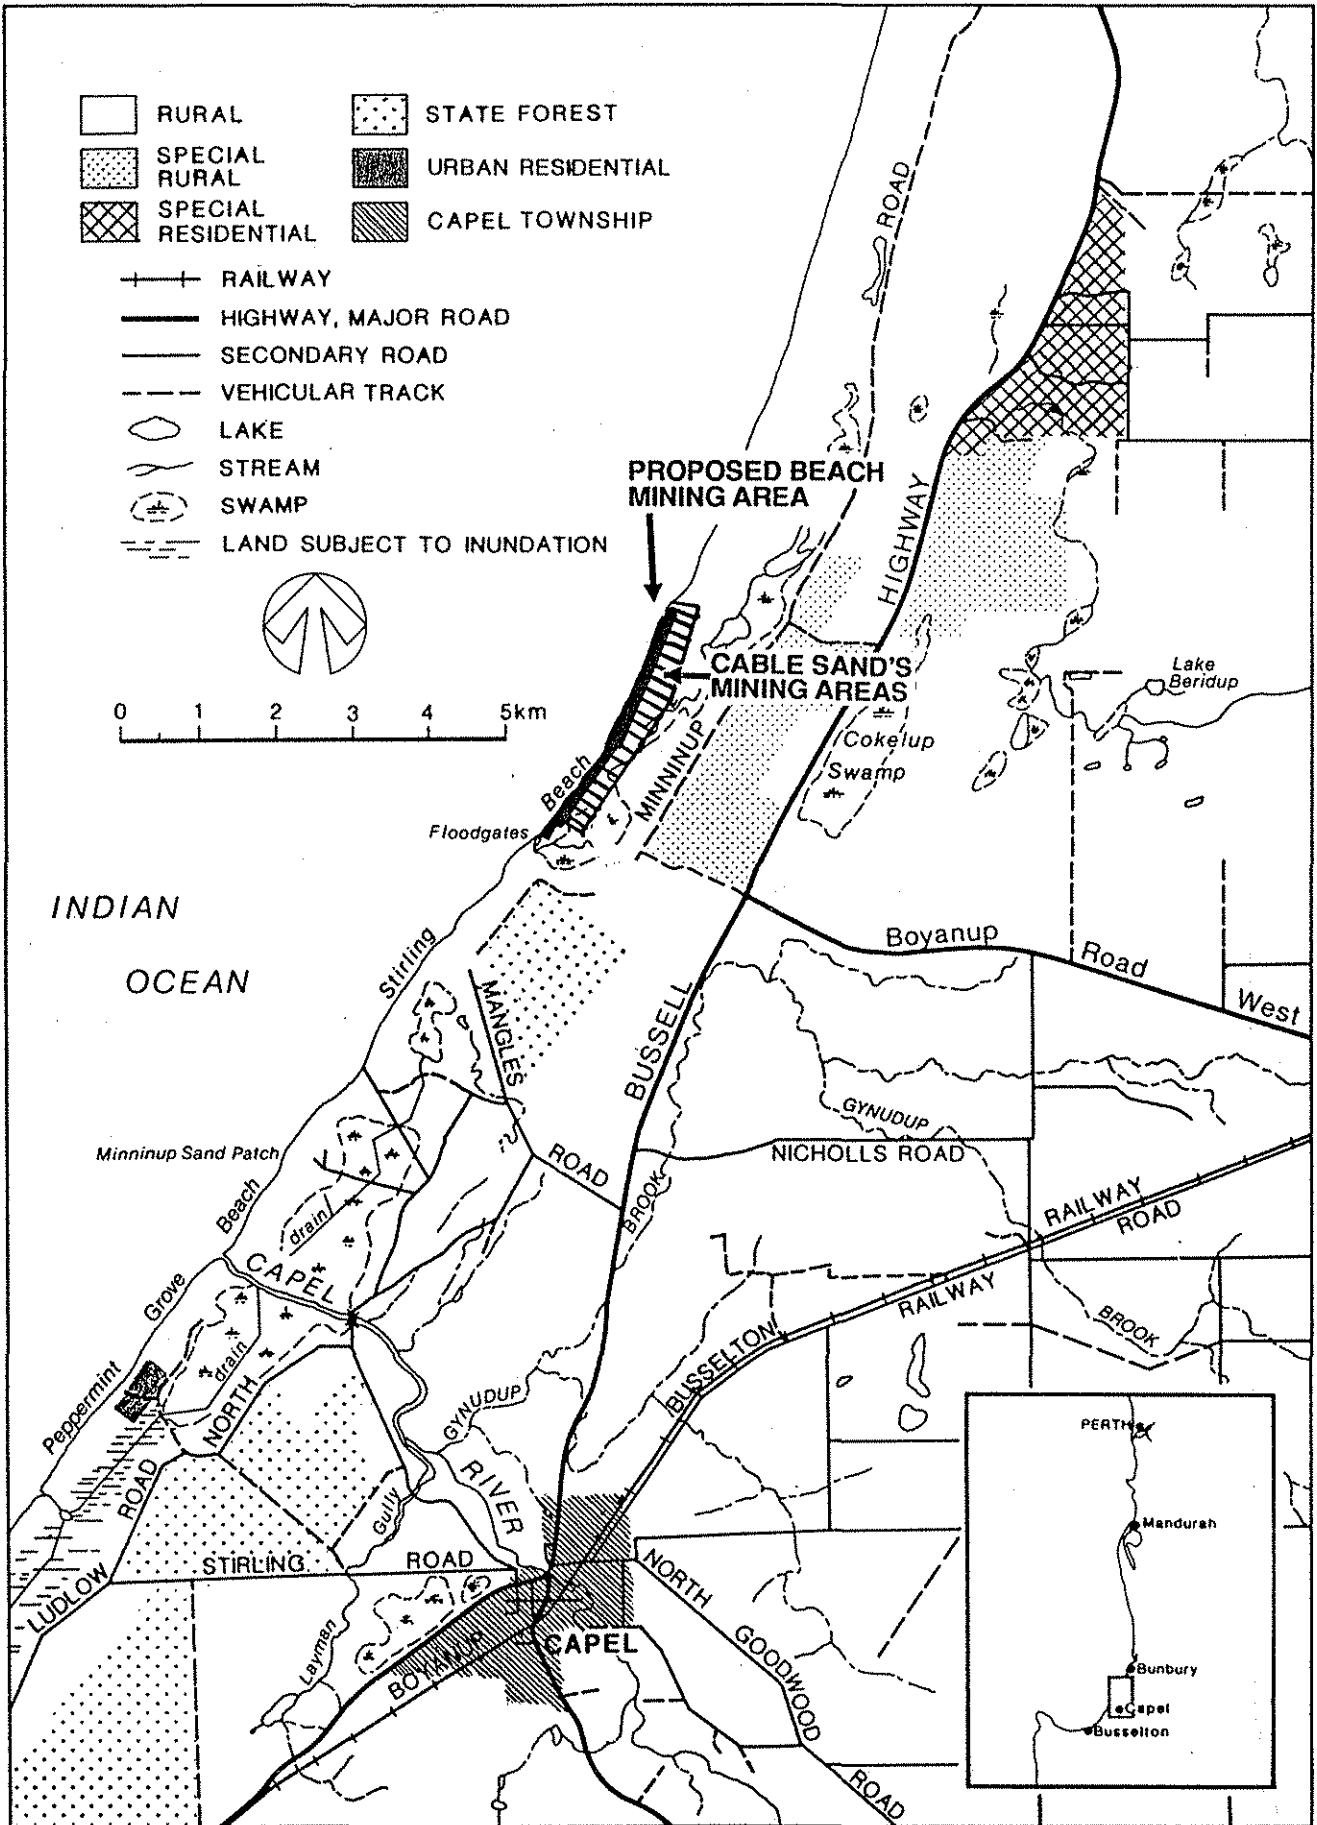 RURAL
STATE FOREST
SPECIAL
RURAL
URBAN RESIDENTIAL
SPECIAL
RESIDENTIAL
CAPEL TOWNSHIP
RAILWAY
HIGHWAY, MAJOR ROAD
SECONDARY ROAD
VEHICULAR TRACK
LAKE
STREAM
SWAMP
LAND SUBJECT TO INUNDATION
0 1 2 3 4 5km
ROAD
PROPOSED BEACH
MINING AREA
HIGHWAY
CABLE SAND'S
MINING AREAS
Lake
Beridup
MINNINUP
Cokelup
Swamp
Beach
Floodgates
INDIAN
OCEAN
Stirling
MANGLES
BUSSELL
Boyanup
Road
West
GYNUDUP
Minninup Sand Patch
ROAD
NICHOLLS ROAD
BROOK
RAILWAY
ROAD
Beach
drain
CAPEL
RAILWAY
BUSSELTON
BROOK
Grove
drain
Peppermint
NORTH
GYNUDUP
ROAD
RIVER
Gully
STIRLING
ROAD
LUDLOW
NORTH
Layman
BOYANUP
CAPEL
GOODWOOD
ROAD
PERTH
Mandurah
Bunbury
Capel
Busselton